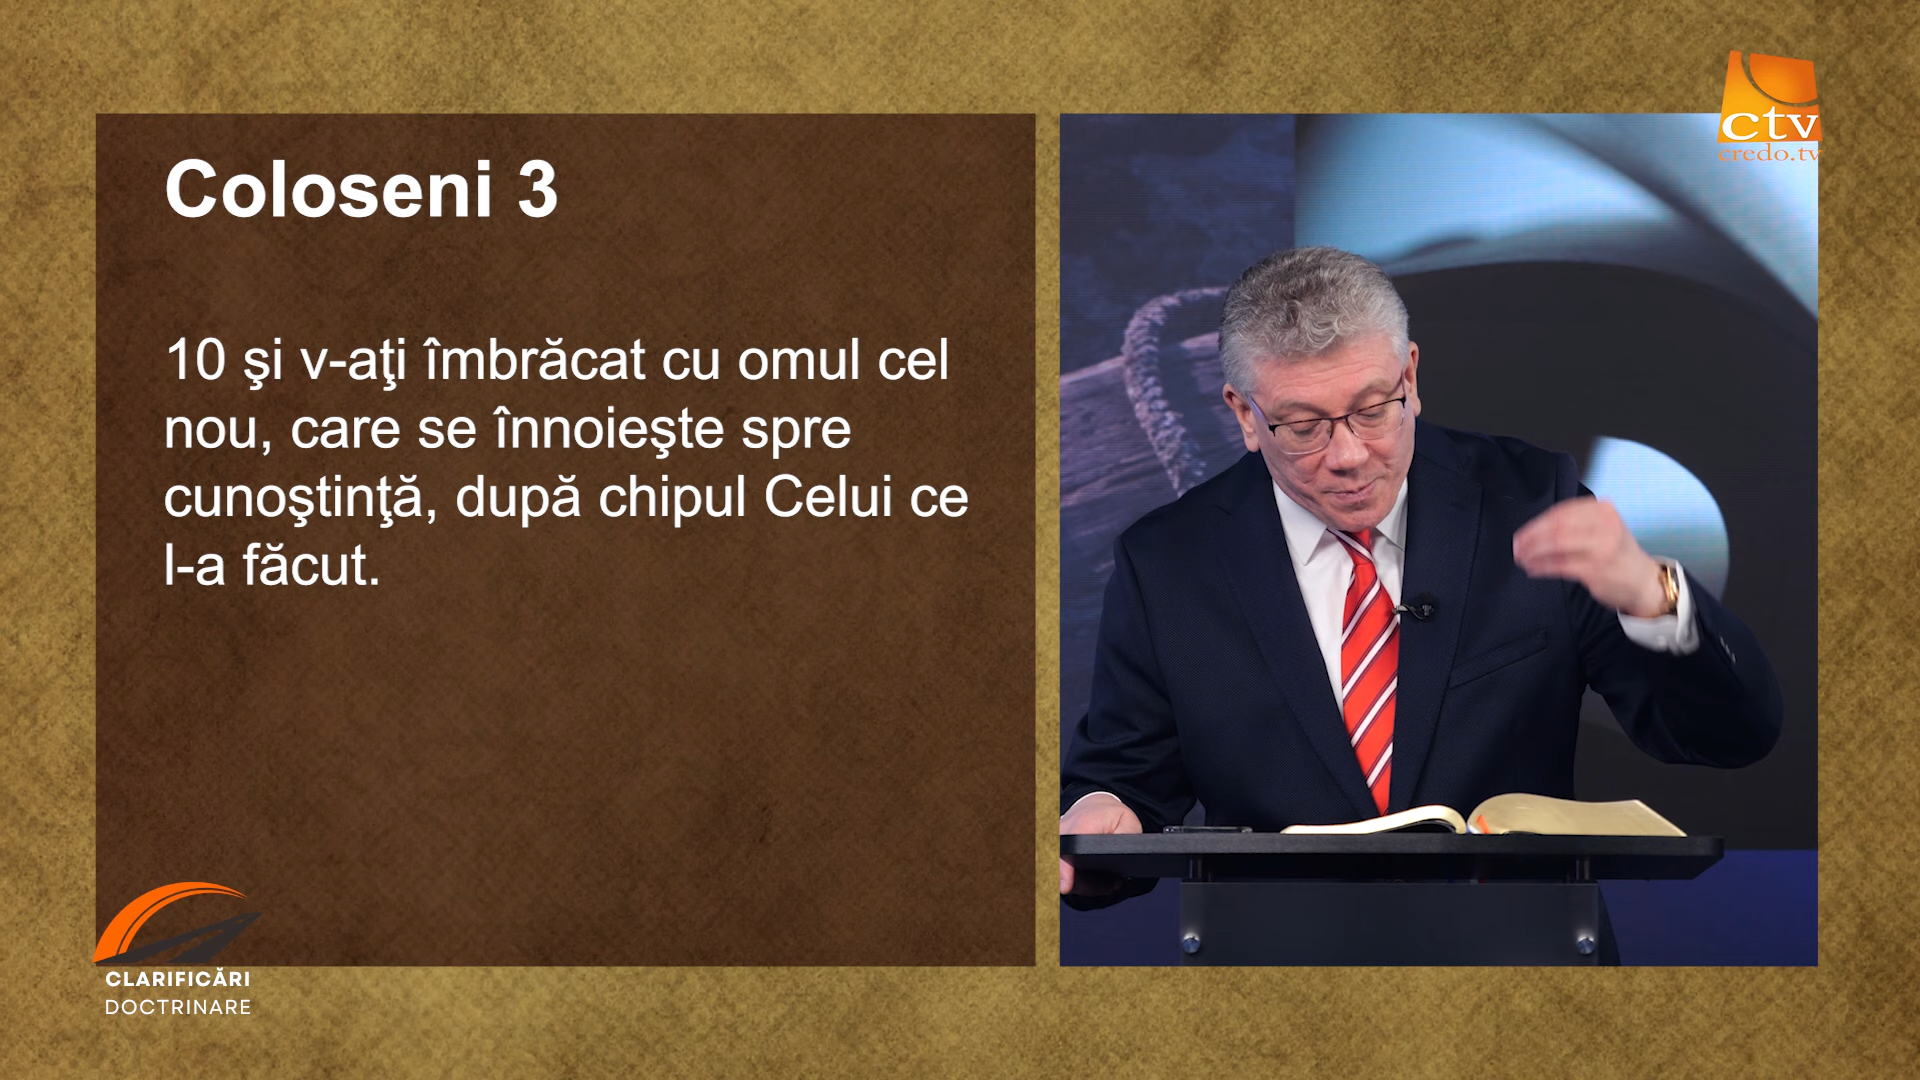 Coloseni 3
10 şi v-aţi îmbrăcat cu omul cel
nou, care se înnoieşte spre
cunoştinţă, după chipul Celui ce
l-a făcut.
ctv
credo.tv
CLARIFICĂRI
DOCTRINARE